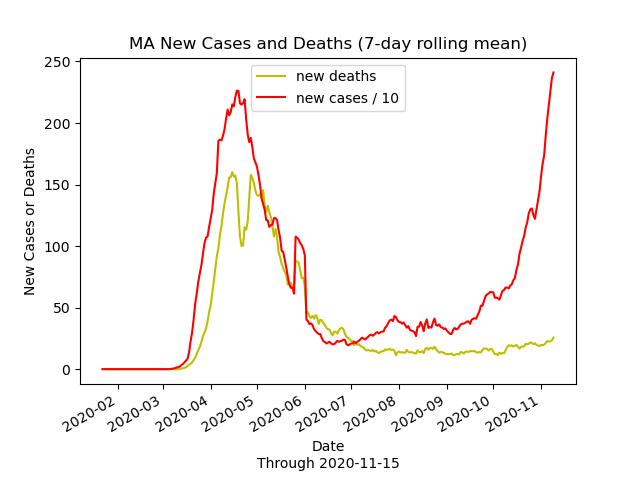 MA New Cases and Deaths (7-day rolling mean)
new deaths
new cases / 10
New Cases or Deaths
250
200
150
100
50
0
2020-02
2020-03
2020-04
2020-05
2020-06
2020-07
2020-08
2020-09
2020-10
2020-11
Date
Through 2020-11-15